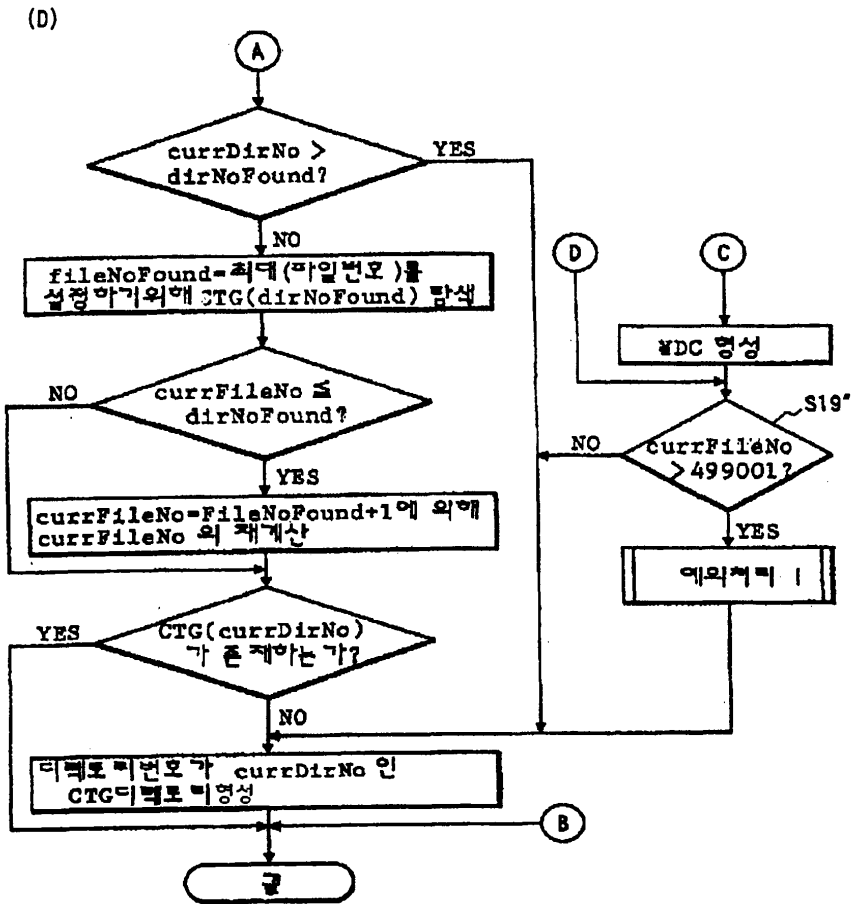 (D)
A
currDirNo >
dirNoFound?
YES
NO
fileNoFound=최대(파일번호)를
설정하기위해 CTG(dirNoFound) 탐색
D
C
¥DC 형성
NO
currFileNo ≦
dirNoFound?
S19"
currFileNo
> 499001?
NO
YES
YES
currFileNo=FileNoFound+1에 의해
currFileNo 의 재계산
예외처리 1
YES
CTG(currDirNo)
가 존재하는가?
NO
디렉토리번호가 currDirNo 인
CTG디렉토리형성
B
끝